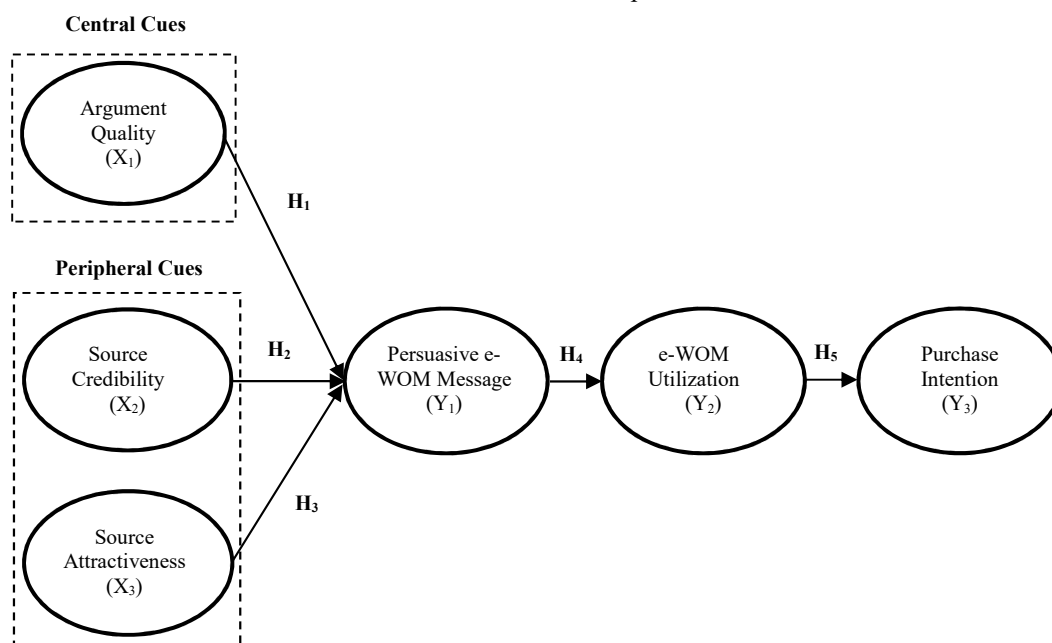 Central Cues
Argument
Quality
(X₁)
H₁
Peripheral Cues
Source
Credibility
(X₂)
H₂
Persuasive e-
WOM Message
(Y₁)
H₄
e-WOM
Utilization
(Y₂)
H₅
Purchase
Intention
(Y₃)
H₃
Source
Attractiveness
(X₃)